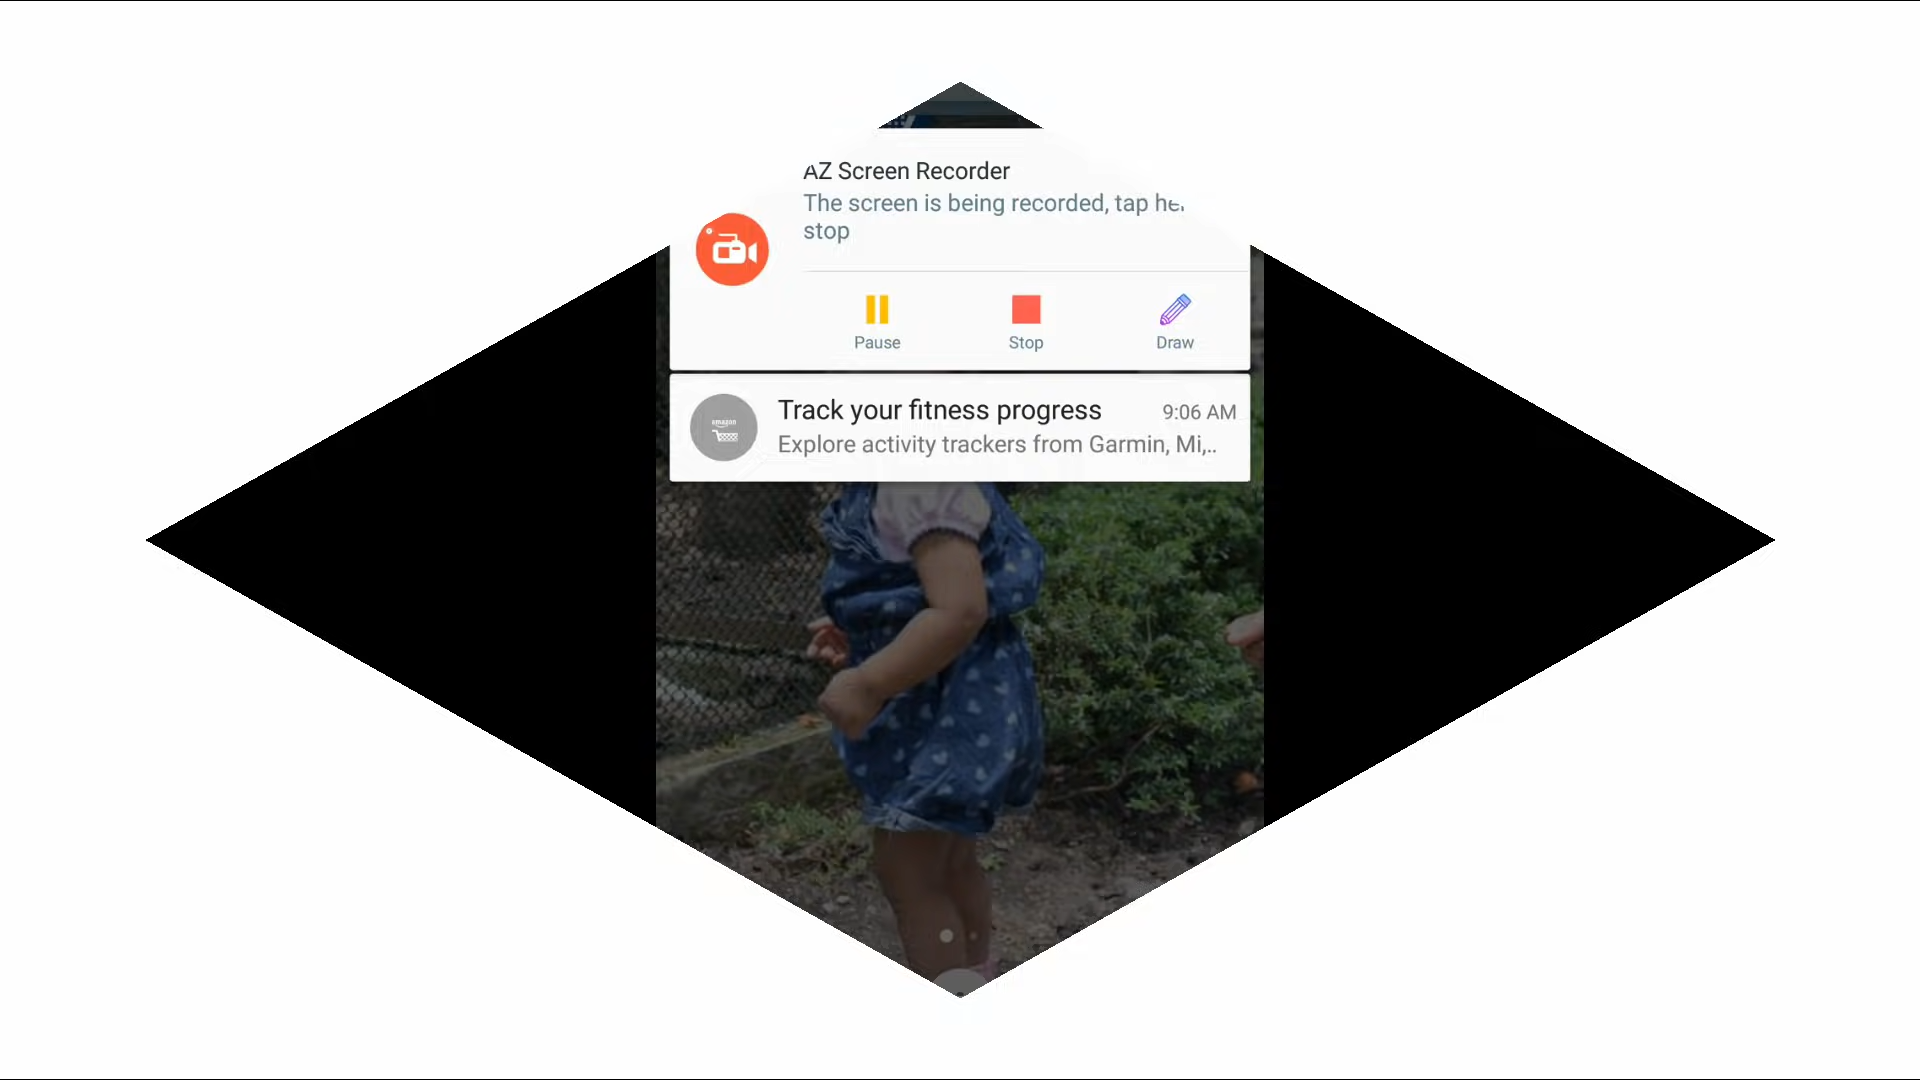 AZ Screen Recorder
The screen is being recorded, tap
stop
Pause Stop Draw
Track your fitness progress 9:06 AM
amazon
Explore activity trackers from Garmin, Mi,..